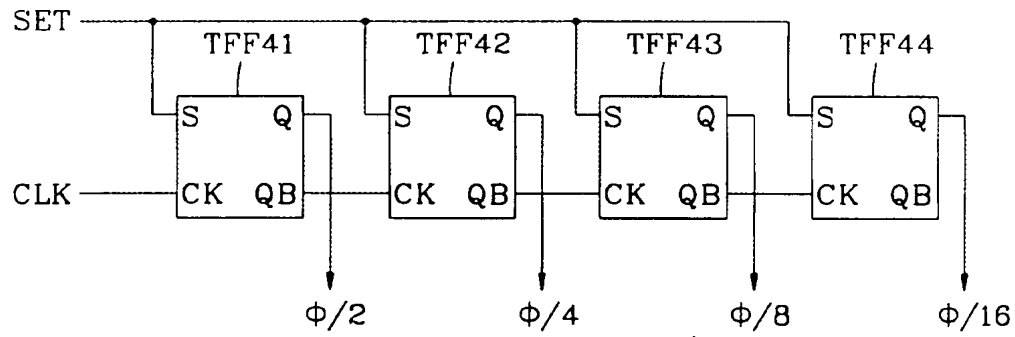 SET
TFF41 TFF42 TFF43 TFF44
S Q S Q S Q S Q
CLK CK QB CK QB CK QB CK QB
Φ/2 Φ/4 Φ/8 Φ/16